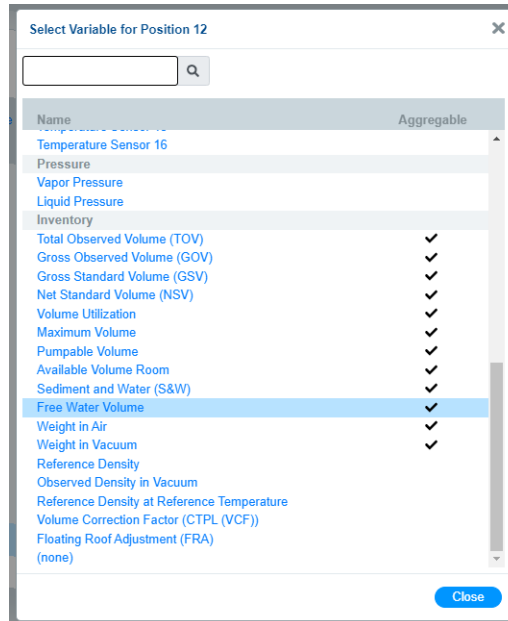 Select Variable for Position 12
Name Aggregable
Temperature Sensor 16
Pressure
Vapor Pressure
Liquid Pressure
Inventory
Total Observed Volume (TOV)
Gross Observed Volume (GOV)
Gross Standard Volume (GSV)
Net Standard Volume (NSV)
Volume Utilization
Maximum Volume
Pumpable Volume
Available Volume Room
Sediment and Water (S&W)
Free Water Volume
Weight in Air
Weight in Vacuum
Reference Density
Observed Density in Vacuum
Reference Density at Reference Temperature
Volume Correction Factor (CTPL (VCF))
Floating Roof Adjustment (FRA)
(none)
Close